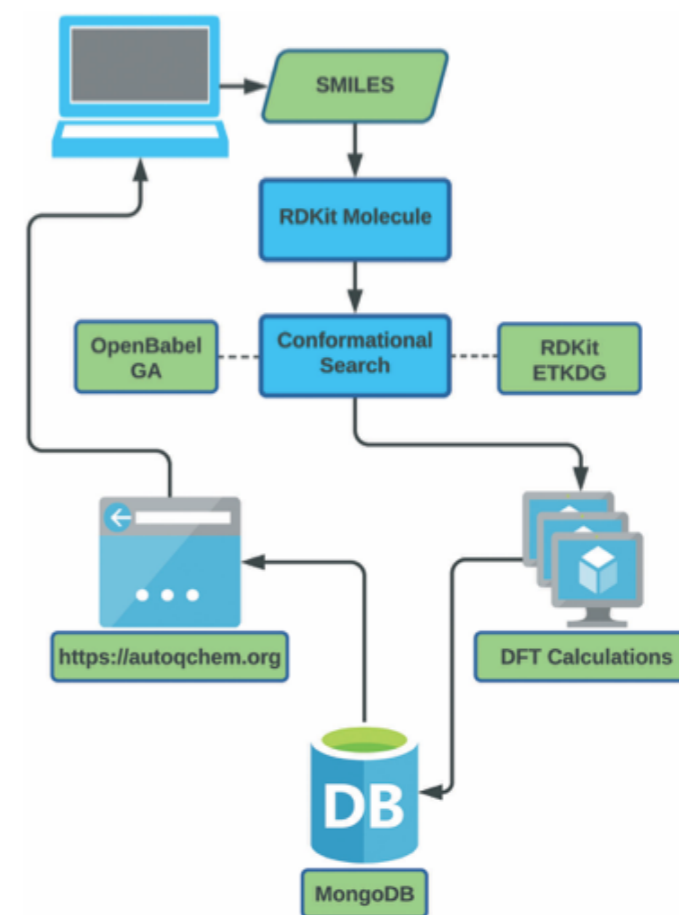 SMILES
RDKit Molecule
OpenBabel
GA
Conformational
Search
RDKit
ETKDG
https://autoqchem.org
DFT Calculations
DB
MongoDB